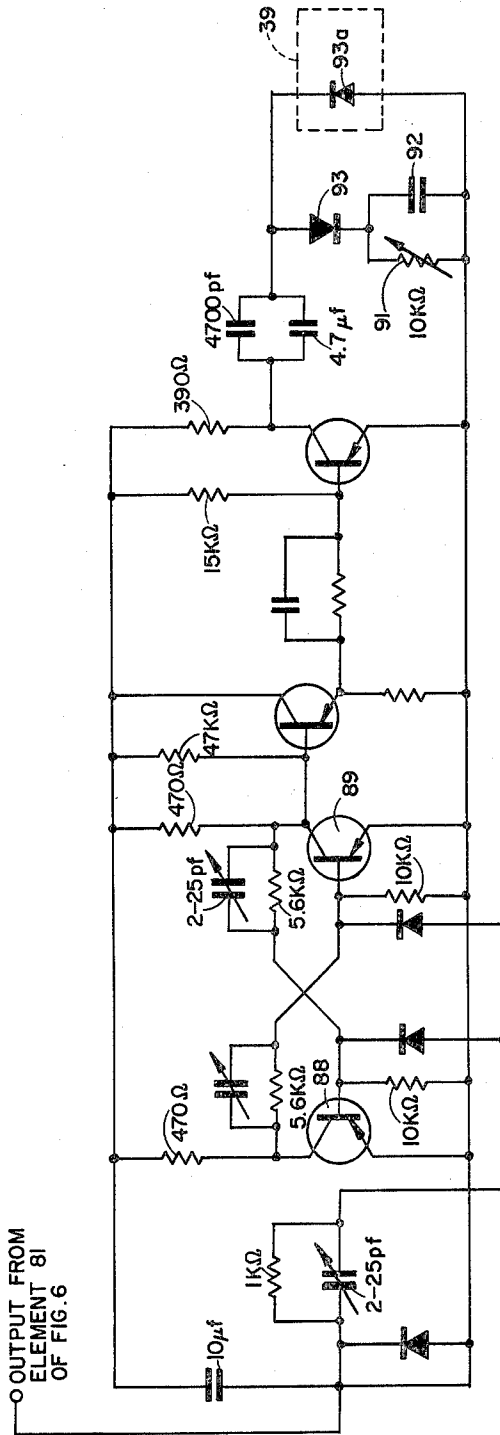 OUTPUT FROM
ELEMENT 81
OF FIG.6
10µf
1KΩ
2-25pf
470Ω
5.6KΩ
88
10KΩ
2-25pf
5.6KΩ
470Ω
47KΩ
89
10KΩ
15KΩ
390Ω
4700pf
4.7µf
93
91
10KΩ
92
39
93a